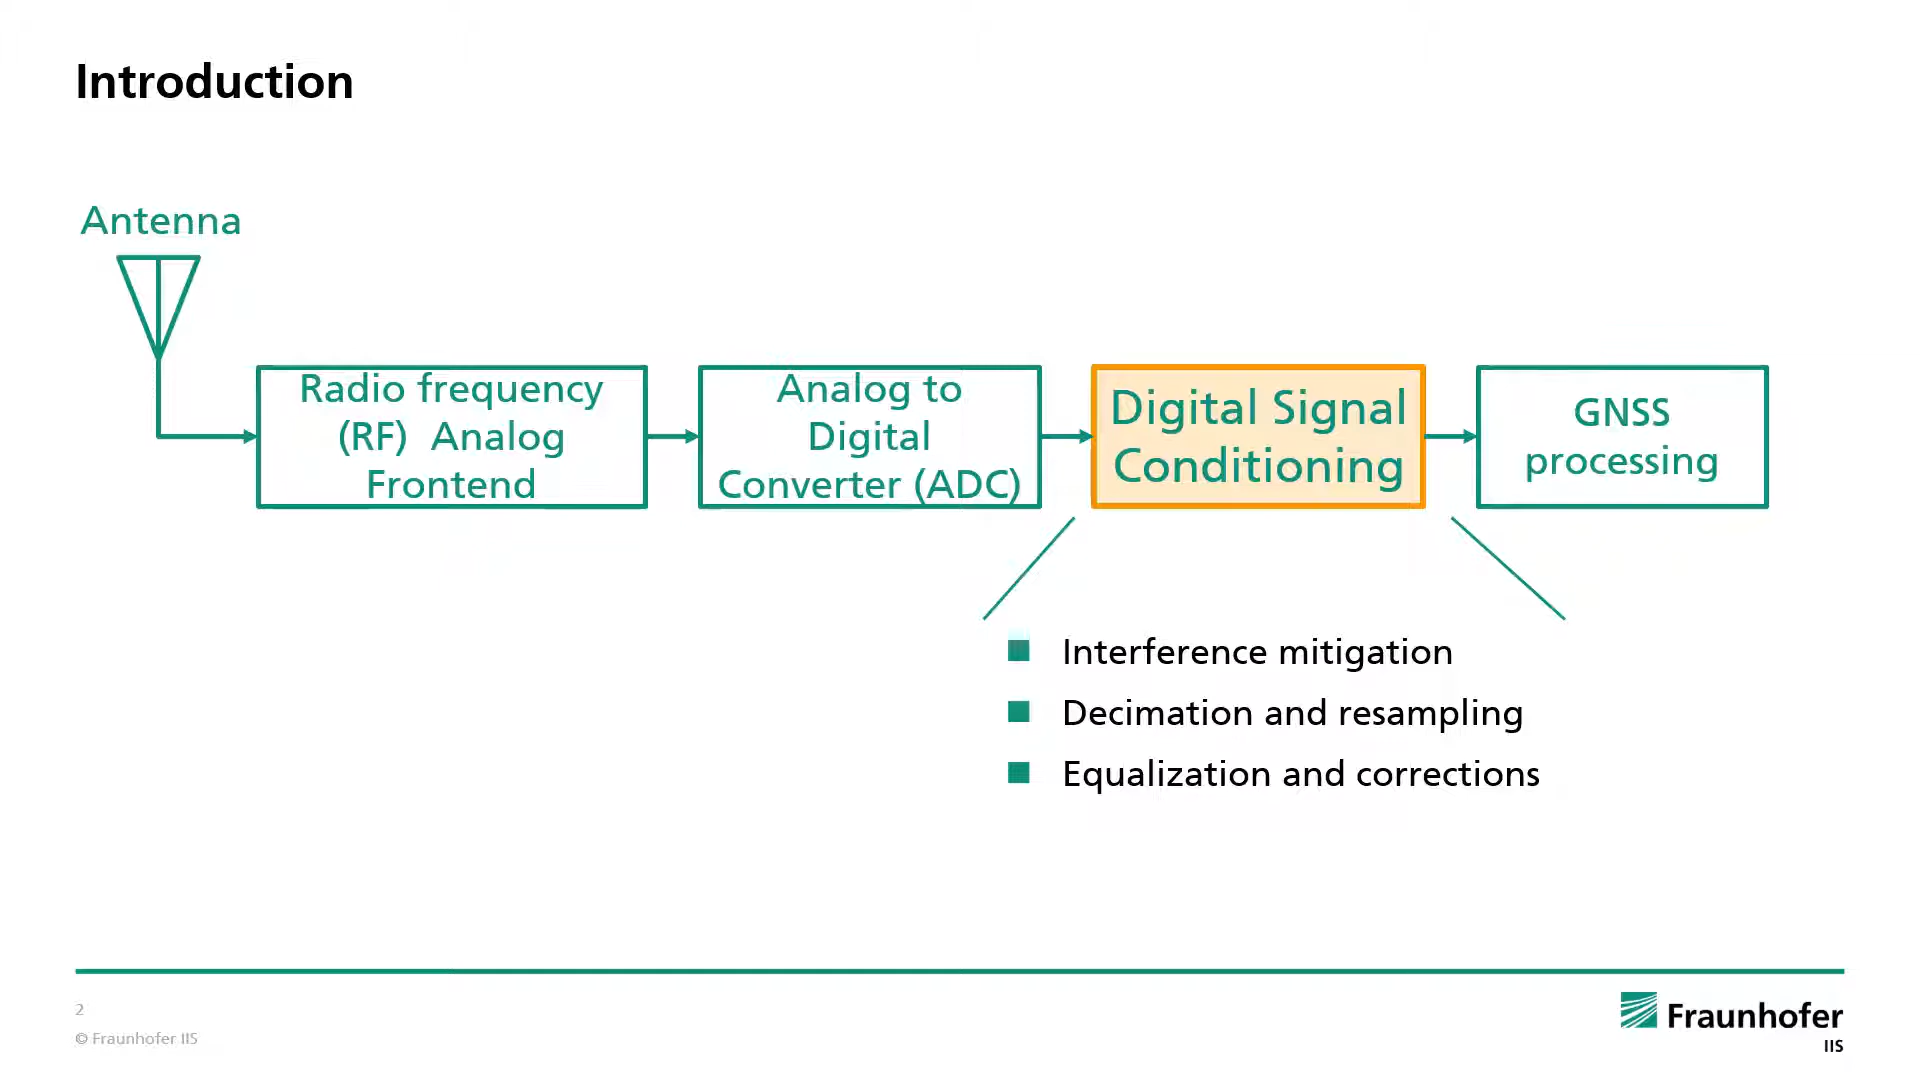 Introduction
Antenna
Radio frequency
(RF) Analog
Frontend
Analog to
Digital
Converter (ADC)
Digital Signal
Conditioning
GNSS
processing
Interference mitigation
Decimation and resampling
Equalization and corrections
2
© Fraunhofer IIS
Fraunhofer
IIS